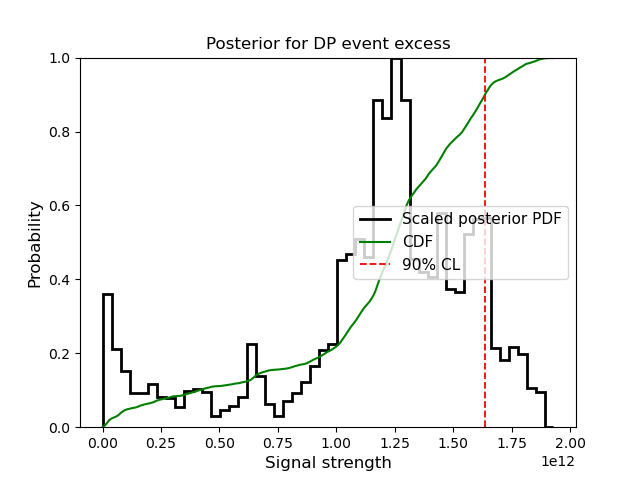 Posterior for DP event excess
Probability
1.0
0.8
0.6
0.4
0.2
0.0
Scaled posterior PDF
CDF
90% CL
0.00 0.25 0.50 0.75 1.00 1.25 1.50 1.75 2.00
1e12
Signal strength